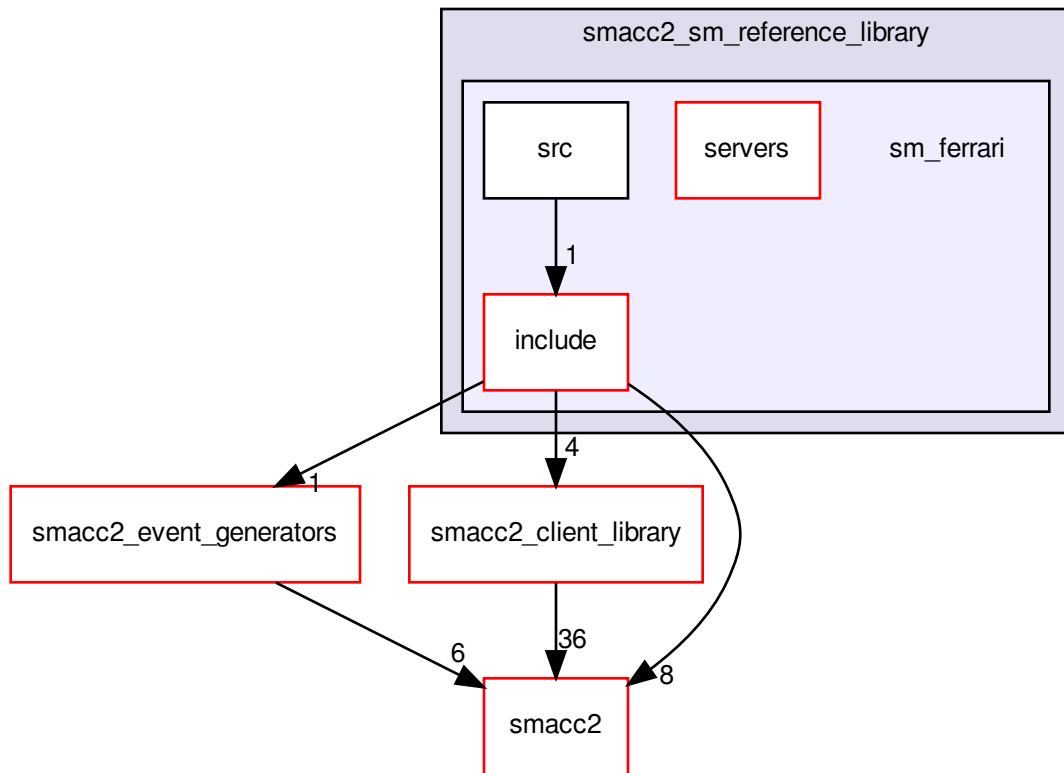 smacc2_sm_reference_library
src
servers
sm_ferrari
1
include
1
4
smacc2_event_generators
smacc2_client_library
6
36
8
smacc2